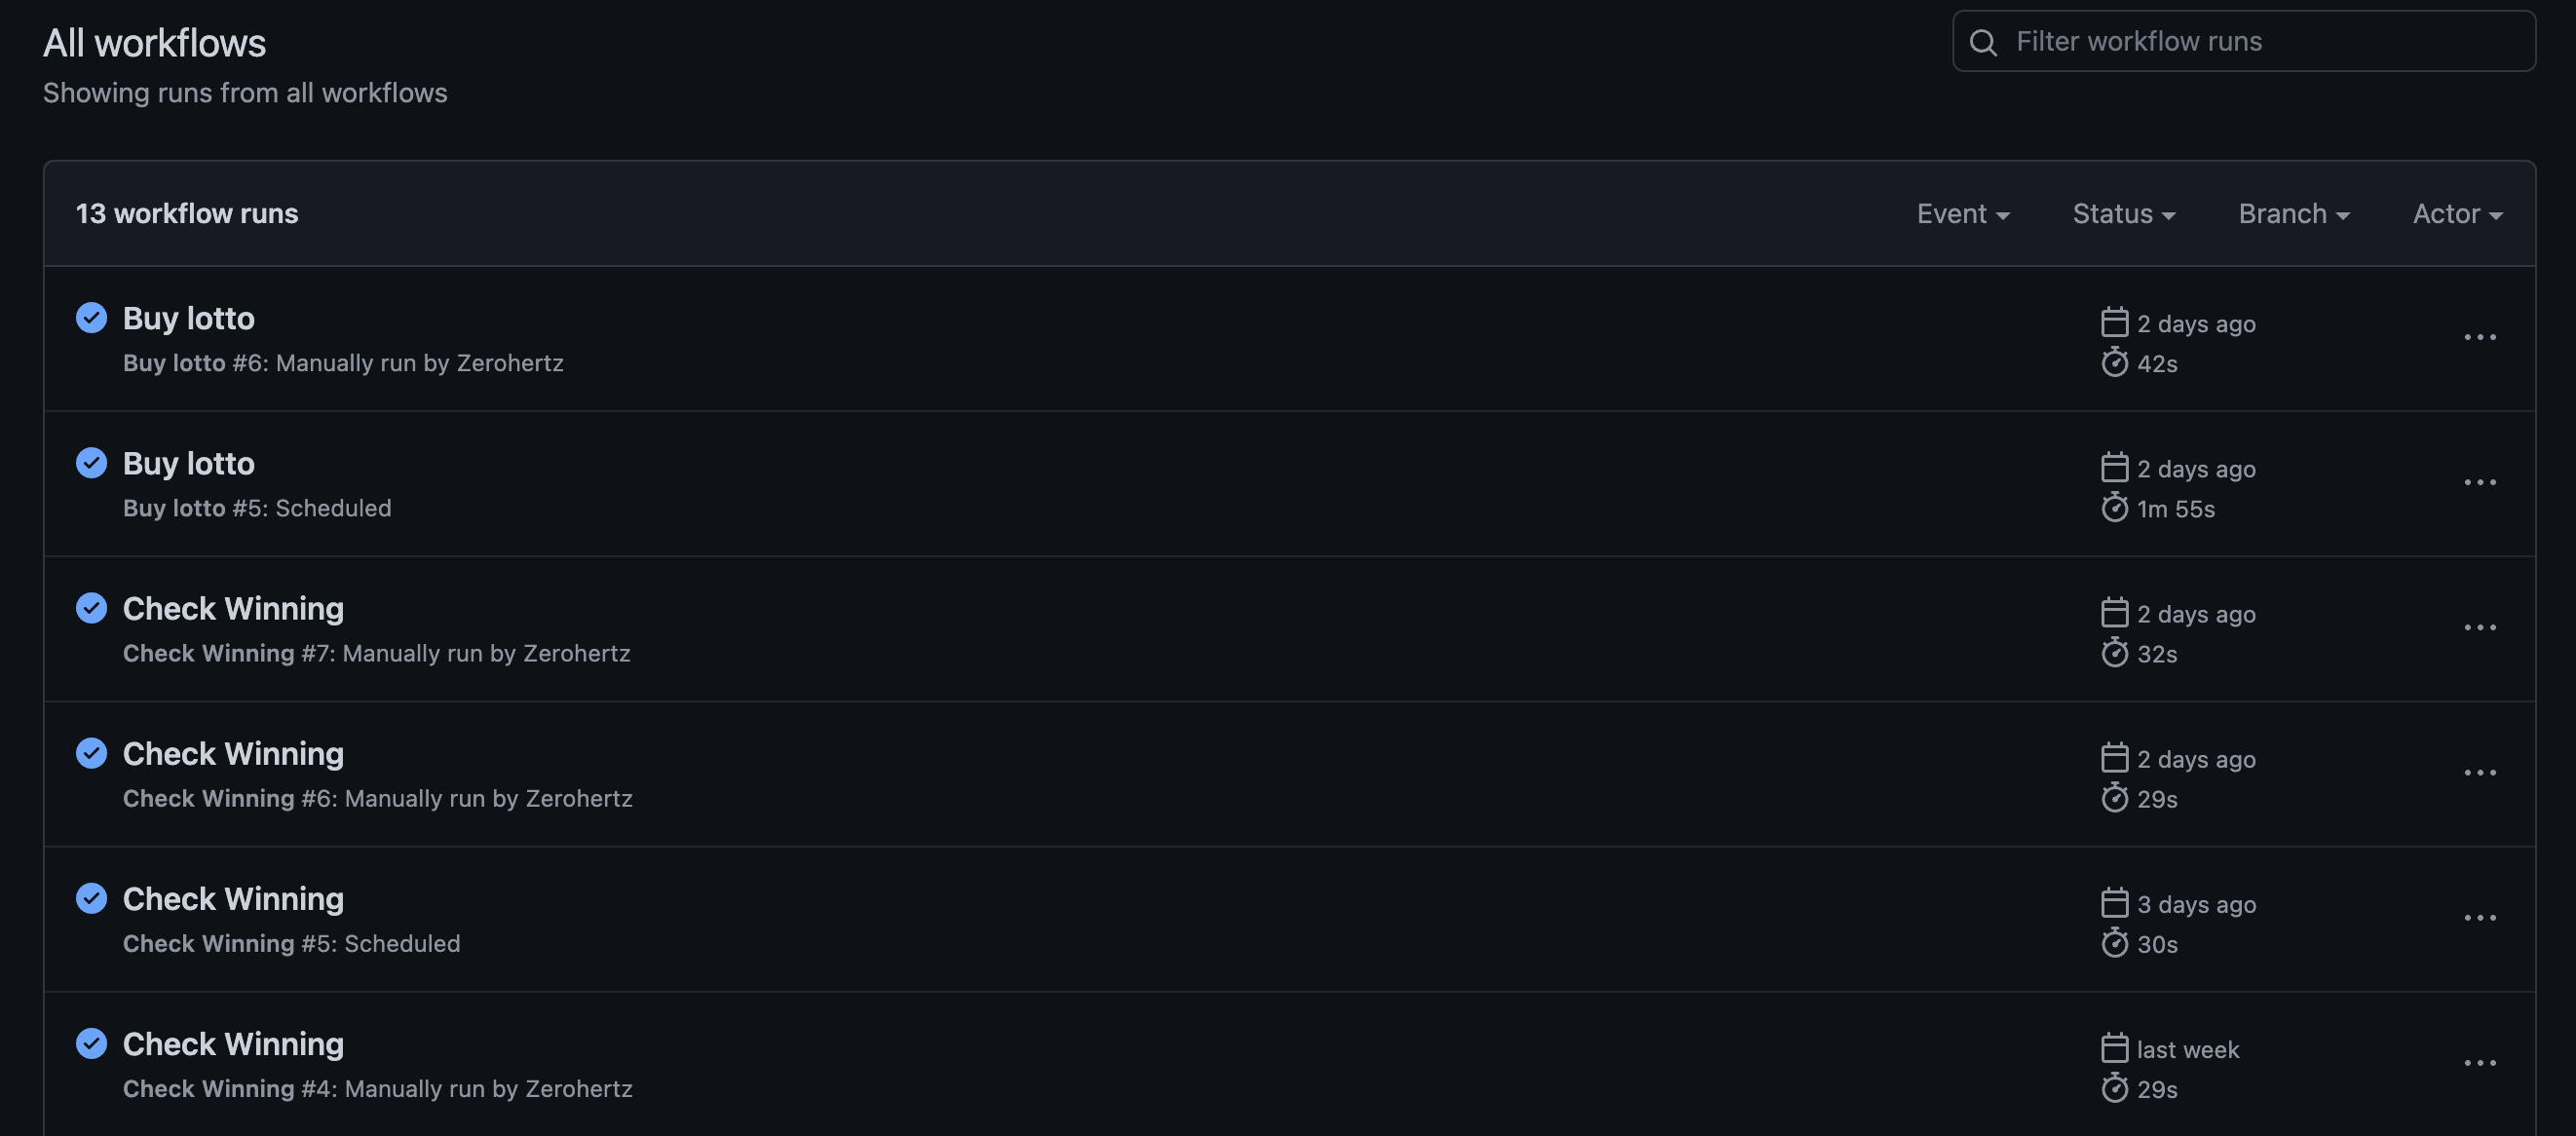 All workflows
Filter workflow runs
Showing runs from all workflows
13 workflow runs
Event Status Branch Actor
Buy lotto
2 days ago
Buy lotto #6: Manually run by Zerohertz
42s
Buy lotto
2 days ago
Buy lotto #5: Scheduled
1m 55s
Check Winning
2 days ago
Check Winning #7: Manually run by Zerohertz
32s
Check Winning
2 days ago
Check Winning #6: Manually run by Zerohertz
29s
Check Winning
3 days ago
Check Winning #5: Scheduled
30s
Check Winning
last week
Check Winning #4: Manually run by Zerohertz
29s